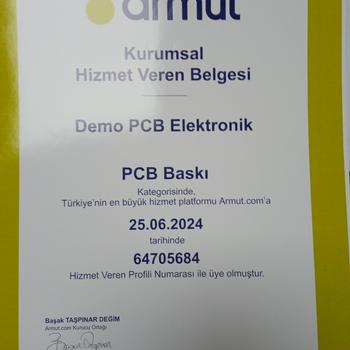 armut
Kurumsal
Hizmet Veren Belgesi
Demo PCB Elektronik
PCB Baskı
Kategorisinde,
Türkiye'nin en büyük hizmet platformu Armut.com'a
25.06.2024
tarihinde
64705684
Hizmet Veren Profili Numarası ile üye olmuştur.
Başak TAŞPINAR DEĞİM
Armut.com Kurucu Ortağı